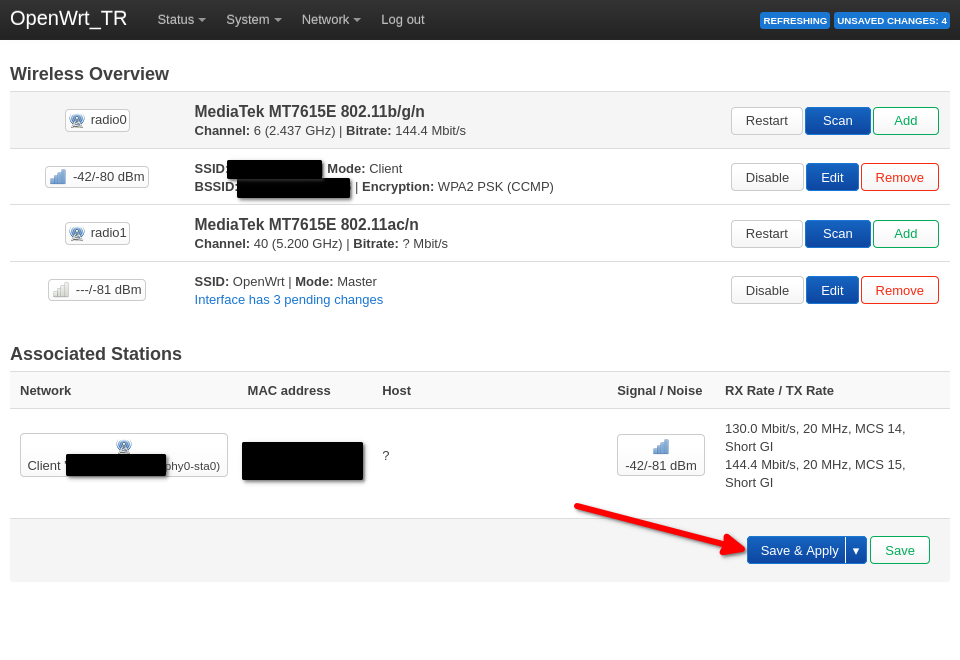 OpenWrt_TR Status System Network Log out REFRESHING UNSAVED CHANGES: 4
Wireless Overview
radio0
MediaTek MT7615E 802.11b/g/n
Channel: 6 (2.437 GHz) | Bitrate: 144.4 Mbit/s
Restart Scan Add
-42/-80 dBm
SSID: Mode: Client
BSSID: | Encryption: WPA2 PSK (CCMP)
Disable Edit Remove
radio1
MediaTek MT7615E 802.11ac/n
Channel: 40 (5.200 GHz) | Bitrate: ? Mbit/s
Restart Scan Add
---/-81 dBm
SSID: OpenWrt | Mode: Master
Interface has 3 pending changes
Disable Edit Remove
Associated Stations
Network MAC address Host Signal / Noise RX Rate / TX Rate
Client phy0-sta0)
?
-42/-81 dBm
130.0 Mbit/s, 20 MHz, MCS 14,
Short GI
144.4 Mbit/s, 20 MHz, MCS 15,
Short GI
Save & Apply ▾ Save